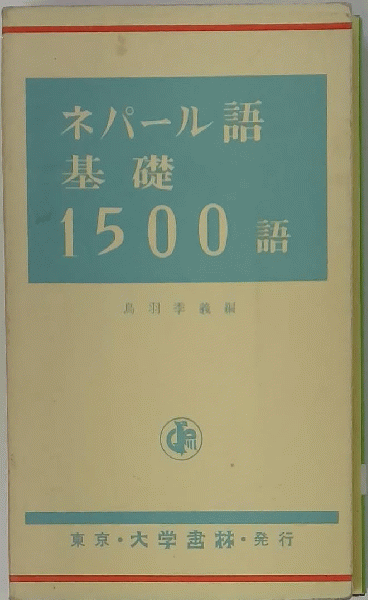 ネパール語
基礎
1500語
鳥羽季義編
東京・大学書林・発行